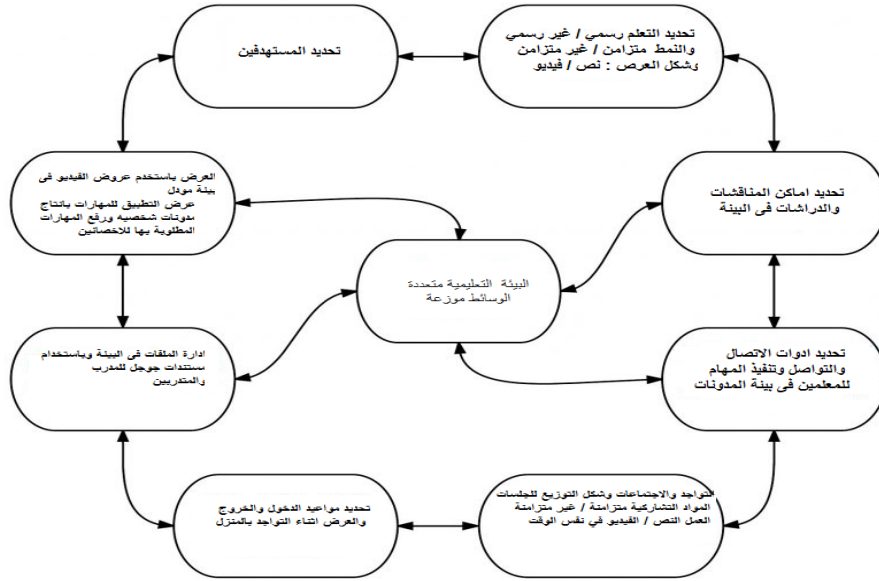 تحديد التعلم رسمي / غير رسمي
والنمط متزامن / غير متزامن
وشكل العرض : نص / فيديو
تحديد المستهدفين
العرض باستخدم عروض الفيديو فى
بيئة مودل
عرض التطبيق للمهارات بانتاج
مدونات شخصيه ورفع المهارات
المطلوبة بها للاخصائين
تحديد اماكن المناقشات
والدراشات فى البيئة
البيئة التعليمية متعددة
الوسائط موزعة
ادارة الملفات فى البيئة وباستخدام
مستندات جوجل للمدرب
والمتدربين
تحديد ادوات الاتصال
والتواصل وتنفيذ المهام
للمعلمين فى بيئة المدونات
تحديد مواعيد الدخول والخروج
والعرض اثناء التواجد بالمنزل
التواجد والاجتماعات وشكل التوزيع للجلسات
المواد التشاركية متزامنة / غير متزامنة
العمل النص / الفيديو في نفس الوقت